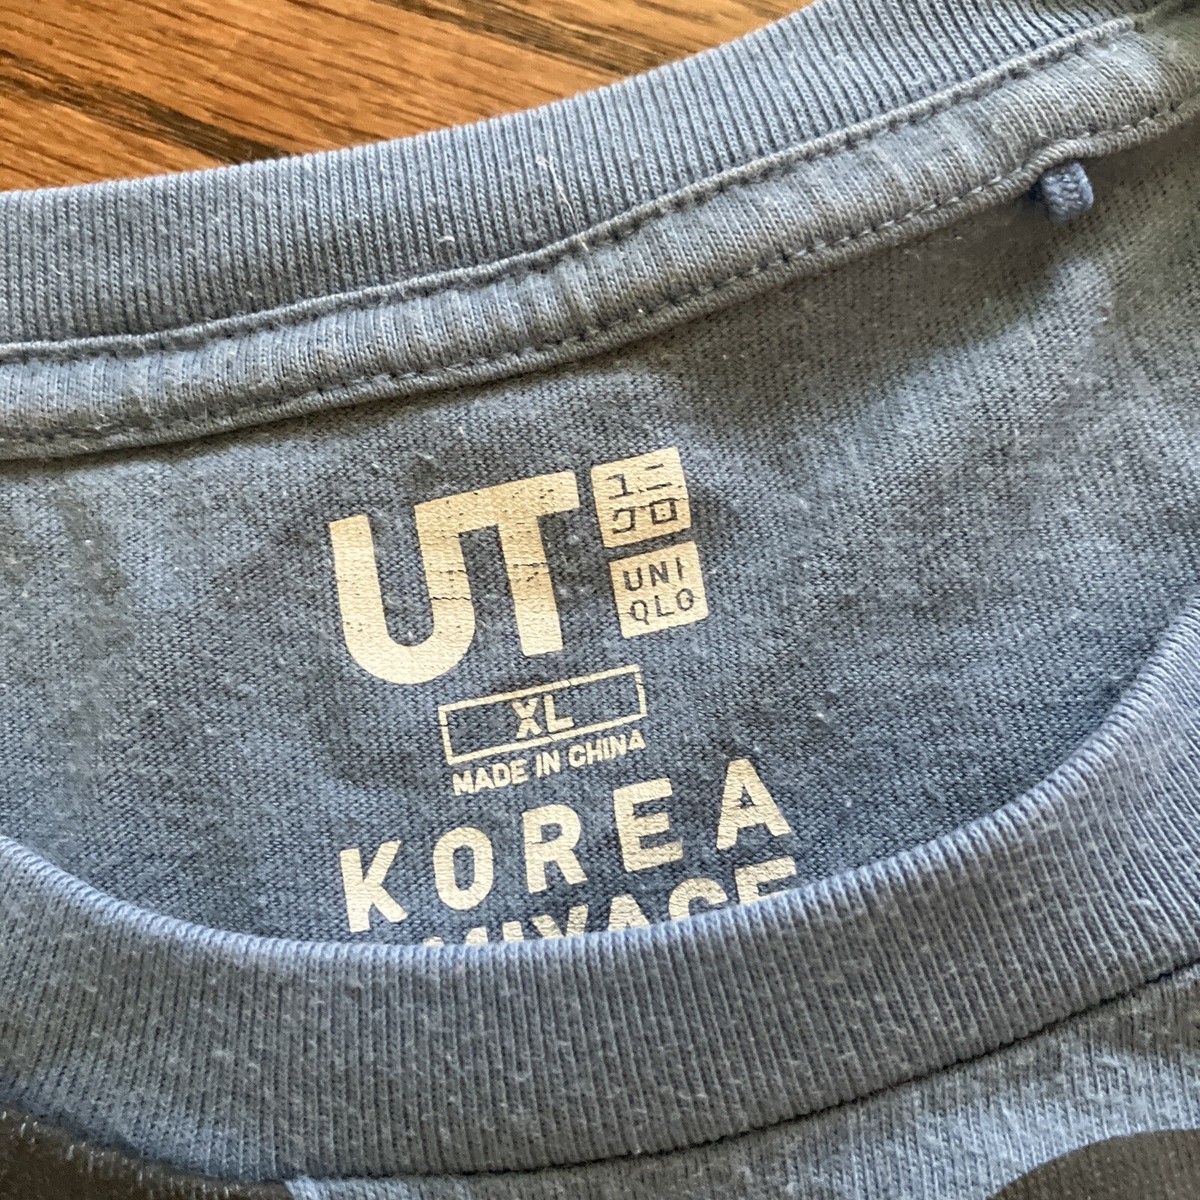 UT
ユニ
クロ
UNI
QLO
XL
MADE IN CHINA
KOREA